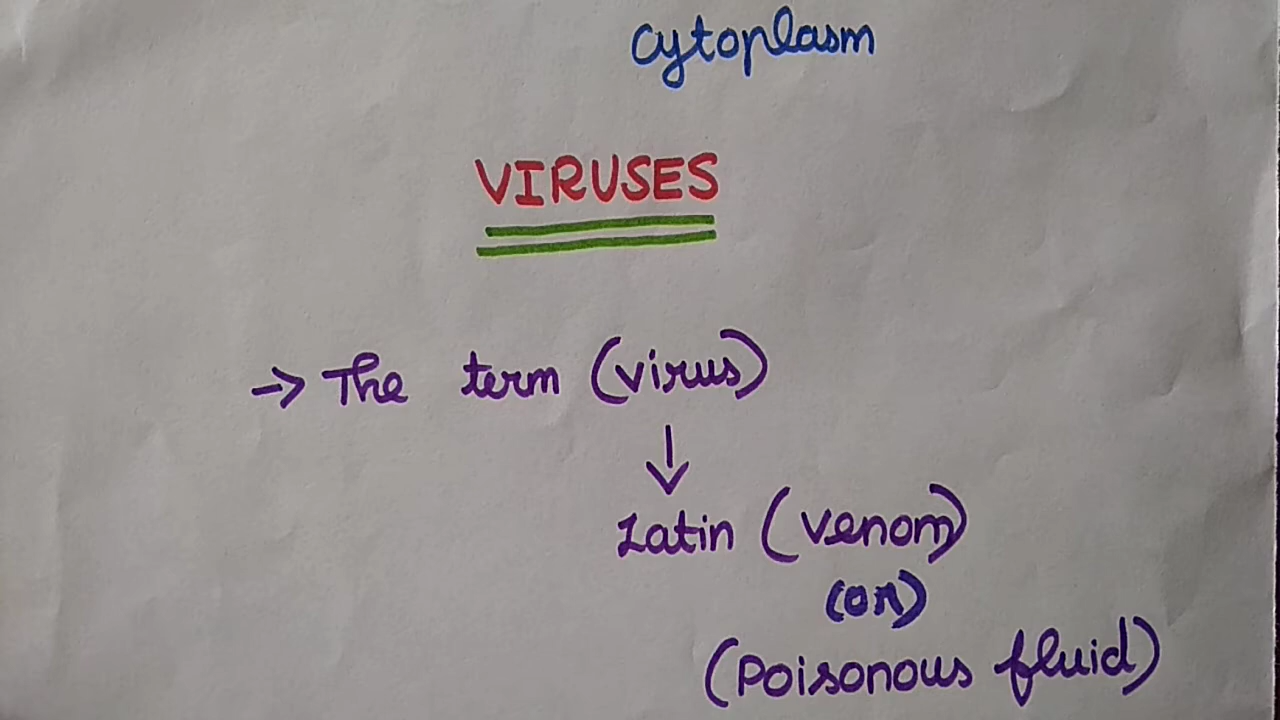 cytoplasm
VIRUSES
→ The term (virus)
↓
Latin (venom)
(OR)
(Poisonous fluid)